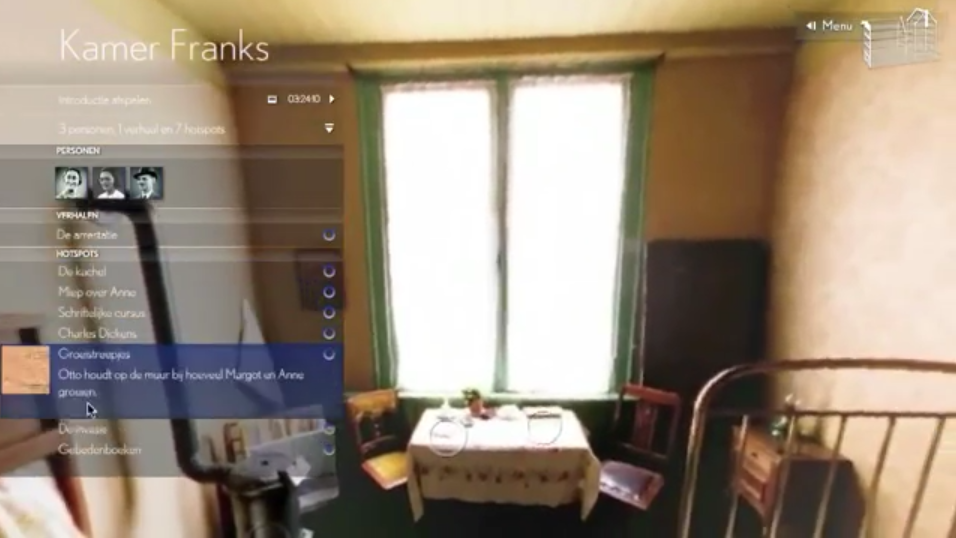 Kamer Franks
Menu
Introductie afspelen
03:24:10
3 personen, 1 verhaal en 7 hotspots
PERSONEN
VERHALEN
De arrestatie
HOTSPOTS
De kachel
Miep over Anne
Schriftelijke cursus
Charles Dickens
Groeistreepjes
Otto houdt op de muur bij hoeveel Margot en Anne
groeien.
De invasie
Gebedenboeken